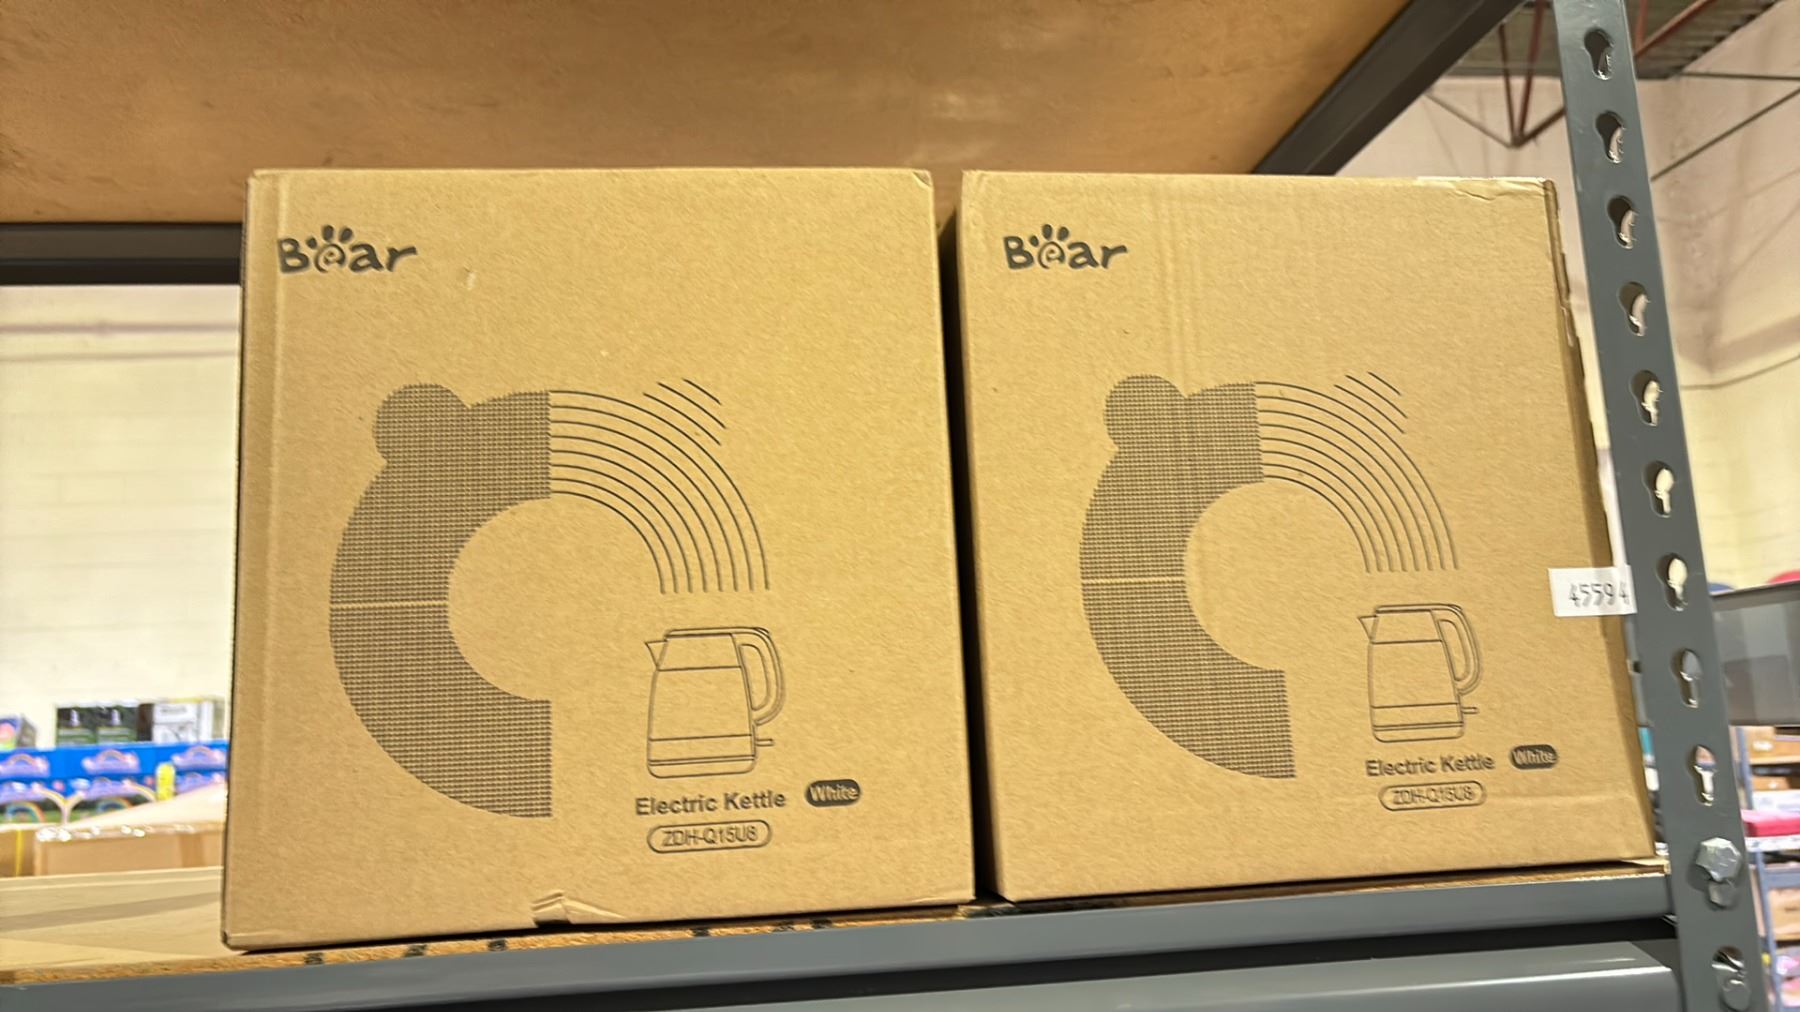 Bear
Electric Kettle White
ZDH-Q15U8
Bear
Electric Kettle White
ZDH-Q15U8
45594